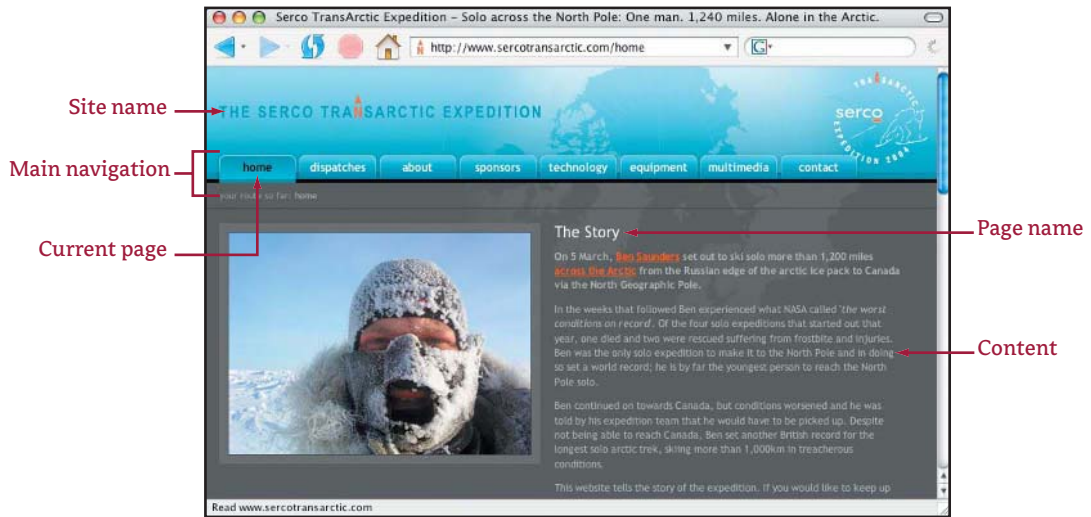 Serco TransArctic Expedition – Solo across the North Pole: One man. 1,240 miles. Alone in the Arctic.
http://www.sercotransarctic.com/home
G
Site name
THE SERCO TRANSARCTIC EXPEDITION
serco
TRANSARCTIC EXPEDITION 2004
Main navigation
home dispatches about sponsors technology equipment multimedia contact
your route so far: home
Current page
The Story
Page name
On 5 March, Ben Saunders set out to ski solo more than 1,200 miles
across the Arctic from the Russian edge of the arctic ice pack to Canada
via the North Geographic Pole.
In the weeks that followed Ben experienced what NASA called 'the worst
conditions on record'. Of the four solo expeditions that started out that
year, one died and two were rescued suffering from frostbite and injuries.
Ben was the only solo expedition to make it to the North Pole and in doing
so set a world record; he is by far the youngest person to reach the North
Pole solo.
Content
Ben continued on towards Canada, but conditions worsened and he was
told by his expedition team that he would have to be picked up. Despite
not being able to reach Canada, Ben set another British record for the
longest solo arctic trek, skiing more than 1,000km in treacherous
conditions.
This website tells the story of the expedition. If you would like to keep up
Read www.sercotransarctic.com